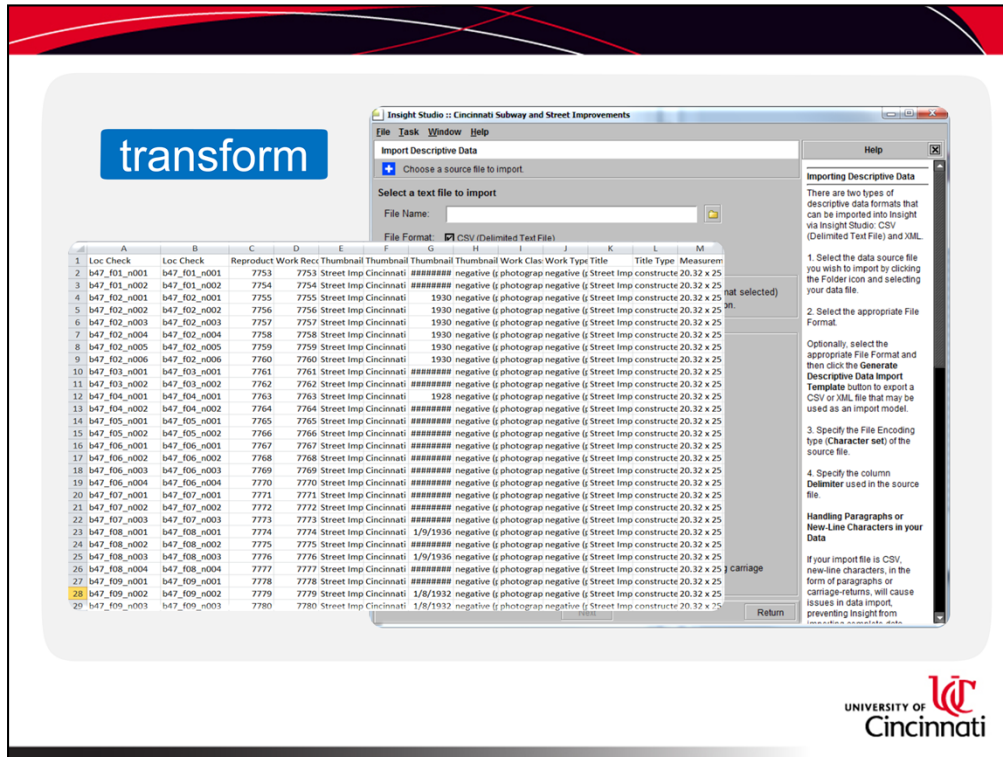 transform
Insight Studio :: Cincinnati Subway and Street Improvements
File Task Window Help
Import Descriptive Data
Choose a source file to import.
Select a text file to import
File Name:
File Format: CSV (Delimited Text File)
nat selected)
on.
carriage
Next
Return
A B C D E F G H I J K L M
1 Loc Check Loc Check Reproduct Work Reco Thumbnail Thumbnail Thumbnail Thumbnail Work Clas Work Type Title Title Type Measurem
2 b47_f01_n001 b47_f01_n001 7753 7753 Street Imp Cincinnati ######## negative (p photograp negative (p Street Imp constructe 20.32 x 25
3 b47_f01_n002 b47_f01_n002 7754 7754 Street Imp Cincinnati ######## negative (p photograp negative (p Street Imp constructe 20.32 x 25
4 b47_f02_n001 b47_f02_n001 7755 7755 Street Imp Cincinnati 1930 negative (p photograp negative (p Street Imp constructe 20.32 x 25
5 b47_f02_n002 b47_f02_n002 7756 7756 Street Imp Cincinnati 1930 negative (p photograp negative (p Street Imp constructe 20.32 x 25
6 b47_f02_n003 b47_f02_n003 7757 7757 Street Imp Cincinnati 1930 negative (p photograp negative (p Street Imp constructe 20.32 x 25
7 b47_f02_n004 b47_f02_n004 7758 7758 Street Imp Cincinnati 1930 negative (p photograp negative (p Street Imp constructe 20.32 x 25
8 b47_f02_n005 b47_f02_n005 7759 7759 Street Imp Cincinnati 1930 negative (p photograp negative (p Street Imp constructe 20.32 x 25
9 b47_f02_n006 b47_f02_n006 7760 7760 Street Imp Cincinnati 1930 negative (p photograp negative (p Street Imp constructe 20.32 x 25
10 b47_f03_n001 b47_f03_n001 7761 7761 Street Imp Cincinnati ######## negative (p photograp negative (p Street Imp constructe 20.32 x 25
11 b47_f03_n002 b47_f03_n002 7762 7762 Street Imp Cincinnati ######## negative (p photograp negative (p Street Imp constructe 20.32 x 25
12 b47_f04_n001 b47_f04_n001 7763 7763 Street Imp Cincinnati 1928 negative (p photograp negative (p Street Imp constructe 20.32 x 25
13 b47_f04_n002 b47_f04_n002 7764 7764 Street Imp Cincinnati ######## negative (p photograp negative (p Street Imp constructe 20.32 x 25
14 b47_f05_n001 b47_f05_n001 7765 7765 Street Imp Cincinnati ######## negative (p photograp negative (p Street Imp constructe 20.32 x 25
15 b47_f05_n002 b47_f05_n002 7766 7766 Street Imp Cincinnati ######## negative (p photograp negative (p Street Imp constructe 20.32 x 25
16 b47_f06_n001 b47_f06_n001 7767 7767 Street Imp Cincinnati ######## negative (p photograp negative (p Street Imp constructe 20.32 x 25
17 b47_f06_n002 b47_f06_n002 7768 7768 Street Imp Cincinnati ######## negative (p photograp negative (p Street Imp constructe 20.32 x 25
18 b47_f06_n003 b47_f06_n003 7769 7769 Street Imp Cincinnati ######## negative (p photograp negative (p Street Imp constructe 20.32 x 25
19 b47_f06_n004 b47_f06_n004 7770 7770 Street Imp Cincinnati ######## negative (p photograp negative (p Street Imp constructe 20.32 x 25
20 b47_f07_n001 b47_f07_n001 7771 7771 Street Imp Cincinnati ######## negative (p photograp negative (p Street Imp constructe 20.32 x 25
21 b47_f07_n002 b47_f07_n002 7772 7772 Street Imp Cincinnati ######## negative (p photograp negative (p Street Imp constructe 20.32 x 25
22 b47_f07_n003 b47_f07_n003 7773 7773 Street Imp Cincinnati ######## negative (p photograp negative (p Street Imp constructe 20.32 x 25
23 b47_f08_n001 b47_f08_n001 7774 7774 Street Imp Cincinnati 1/9/1936 negative (p photograp negative (p Street Imp constructe 20.32 x 25
24 b47_f08_n002 b47_f08_n002 7775 7775 Street Imp Cincinnati ######## negative (p photograp negative (p Street Imp constructe 20.32 x 25
25 b47_f08_n003 b47_f08_n003 7776 7776 Street Imp Cincinnati 1/9/1936 negative (p photograp negative (p Street Imp constructe 20.32 x 25
26 b47_f08_n004 b47_f08_n004 7777 7777 Street Imp Cincinnati ######## negative (p photograp negative (p Street Imp constructe 20.32 x 25
27 b47_f09_n001 b47_f09_n001 7778 7778 Street Imp Cincinnati ######## negative (p photograp negative (p Street Imp constructe 20.32 x 25
28 b47_f09_n002 b47_f09_n002 7779 7779 Street Imp Cincinnati 1/8/1932 negative (p photograp negative (p Street Imp constructe 20.32 x 25
29 b47_f09_n003 b47_f09_n003 7780 7780 Street Imp Cincinnati 1/8/1932 negative (p photograp negative (p Street Imp constructe 20.32 x 25
Help
Importing Descriptive Data
There are two types of
descriptive data formats that
can be imported into Insight
via Insight Studio: CSV
(Delimited Text File) and XML.
1. Select the data source file
you wish to import by clicking
the Folder icon and selecting
your data file.
2. Select the appropriate File
Format.
Optionally, select the
appropriate File Format and
then click the Generate
Descriptive Data Import
Template button to export a
CSV or XML file that may be
used as an import model.
3. Specify the File Encoding
type (Character set) of the
source file.
4. Specify the column
Delimiter used in the source
file.
Handling Paragraphs or
New-Line Characters in your
Data
If your import file is CSV,
new-line characters, in the
form of paragraphs or
carriage-returns, will cause
issues in data import,
preventing Insight from
importing complete data
UNIVERSITY OF
Cincinnati